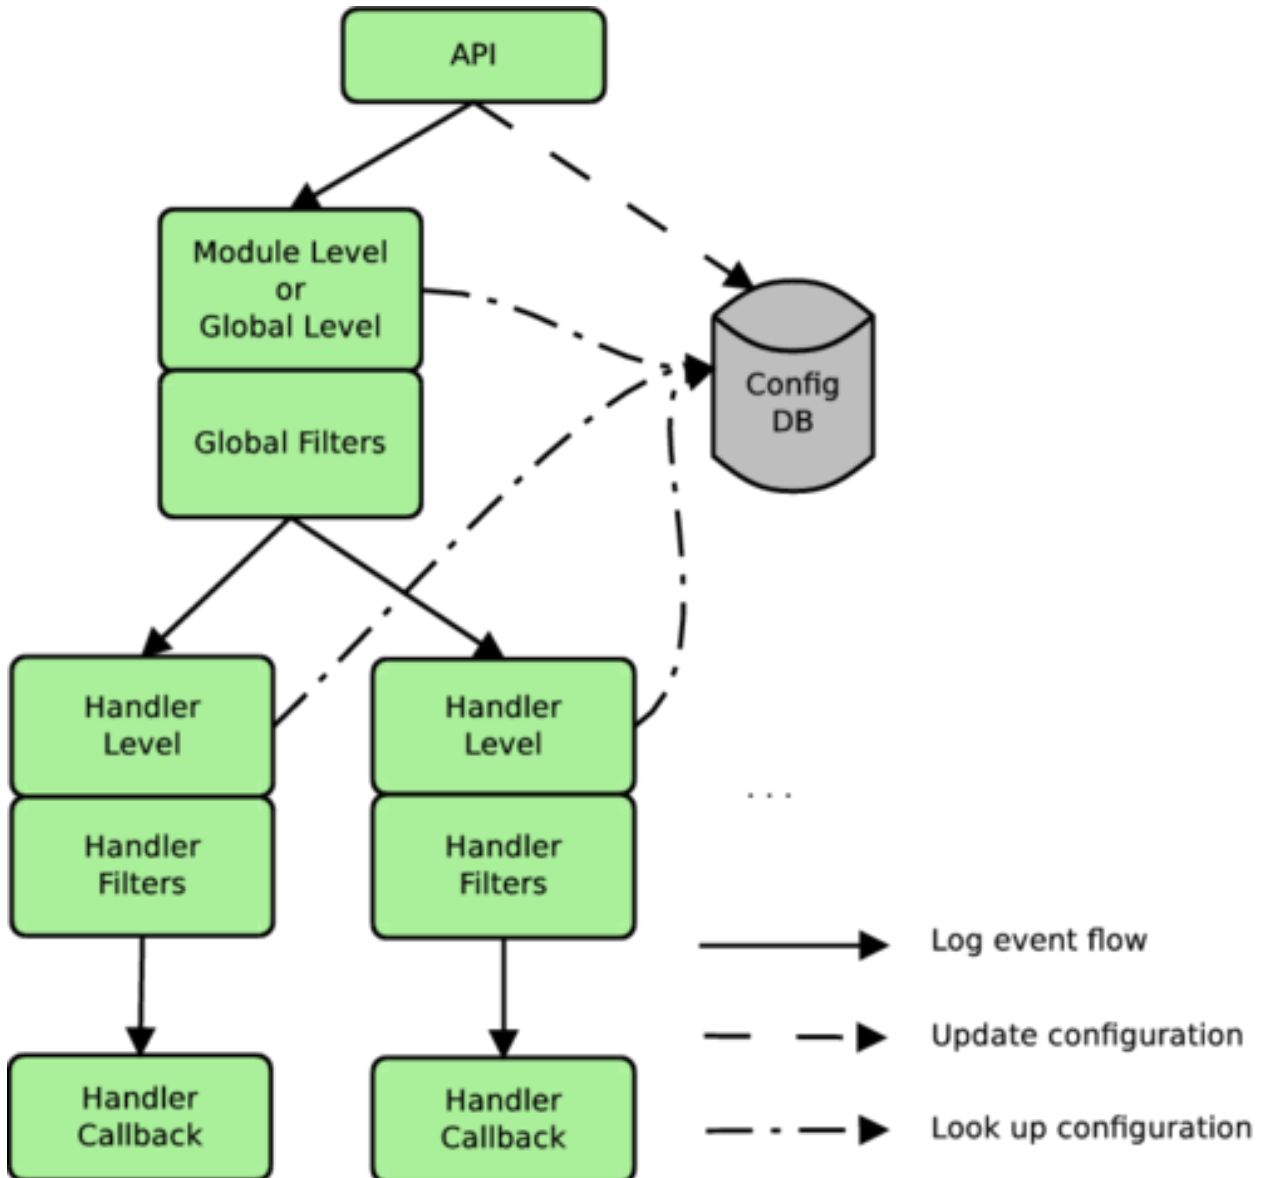 API
Module Level
or
Global Level
Global Filters
Config
DB
Handler
Level
Handler
Level
. . .
Handler
Filters
Handler
Filters
Handler
Callback
Handler
Callback
Log event flow
Update configuration
Look up configuration